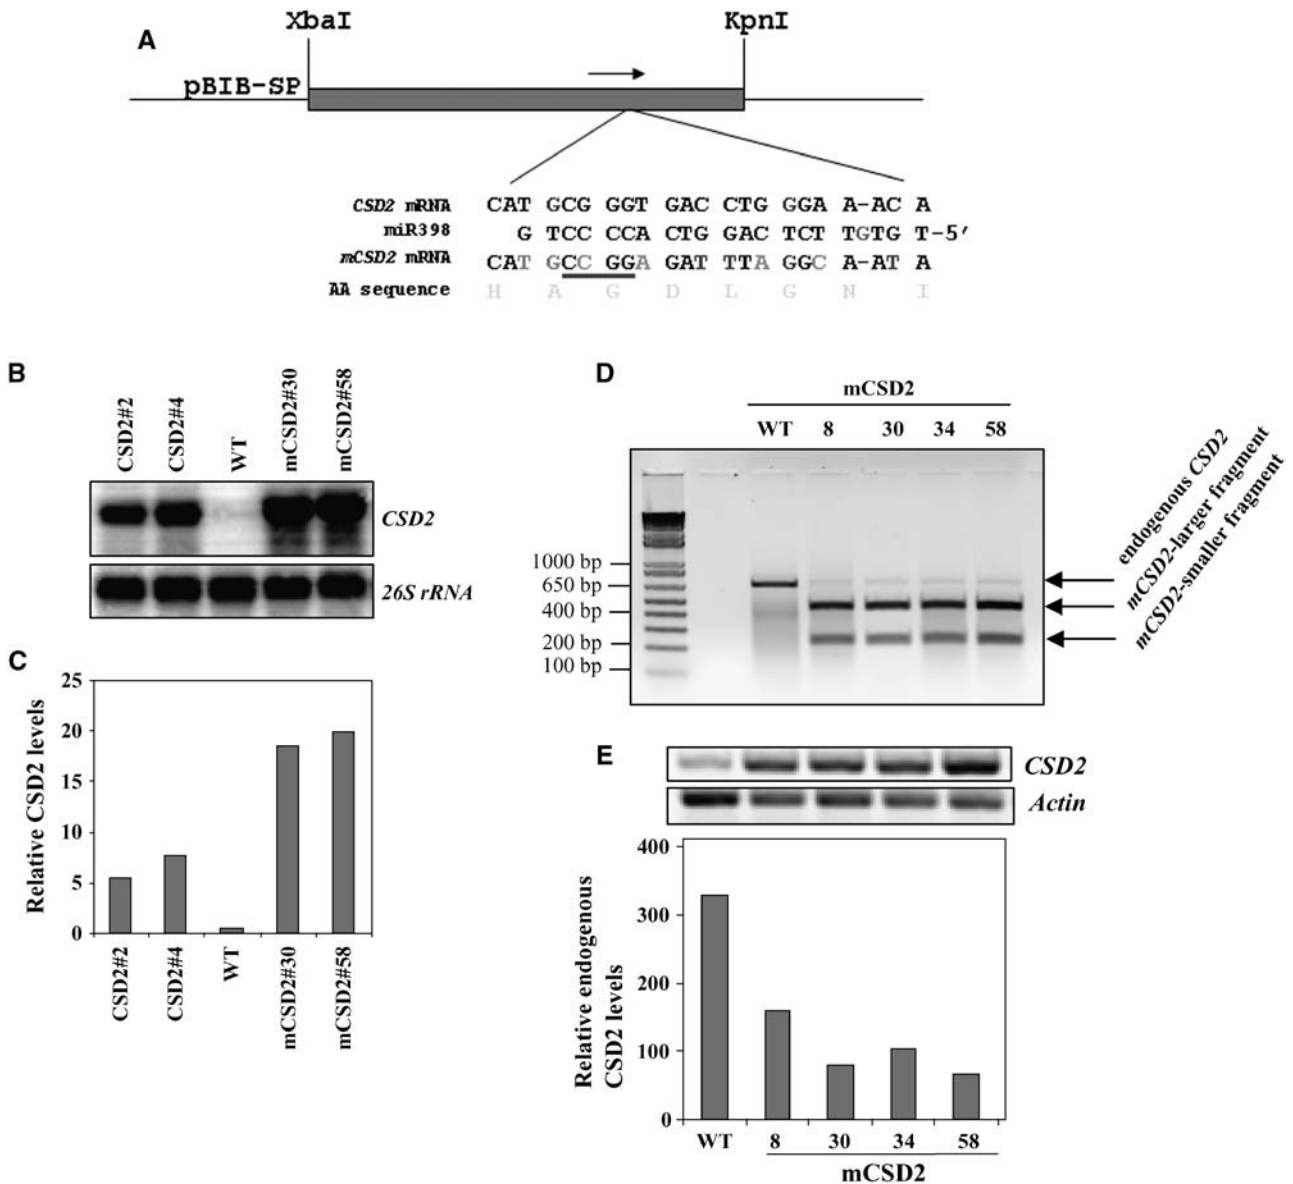 A
XbaI KpnI
pBIB-SP
CSD2 mRNA CAT GCG GGT GAC CTG GGA A-AC A
miR398 G TCC CCA CTG GAC TCT TGTG T-5′
mCSD2 mRNA CAT GCC GGA GAT TTA GGC A-AT A
AA sequence H A G D L G N I
B
CSD2#2
CSD2#4
WT
mCSD2#30
mCSD2#58
CSD2
26S rRNA
C
Relative CSD2 levels
25
20
15
10
5
0
CSD2#2
CSD2#4
WT
mCSD2#30
mCSD2#58
D
mCSD2
WT 8 30 34 58
1000 bp
650 bp
400 bp
200 bp
100 bp
endogenous CSD2
mCSD2-larger fragment
mCSD2-smaller fragment
E
CSD2
Actin
Relative endogenous
CSD2 levels
400
300
200
100
0
WT 8 30 34 58
mCSD2